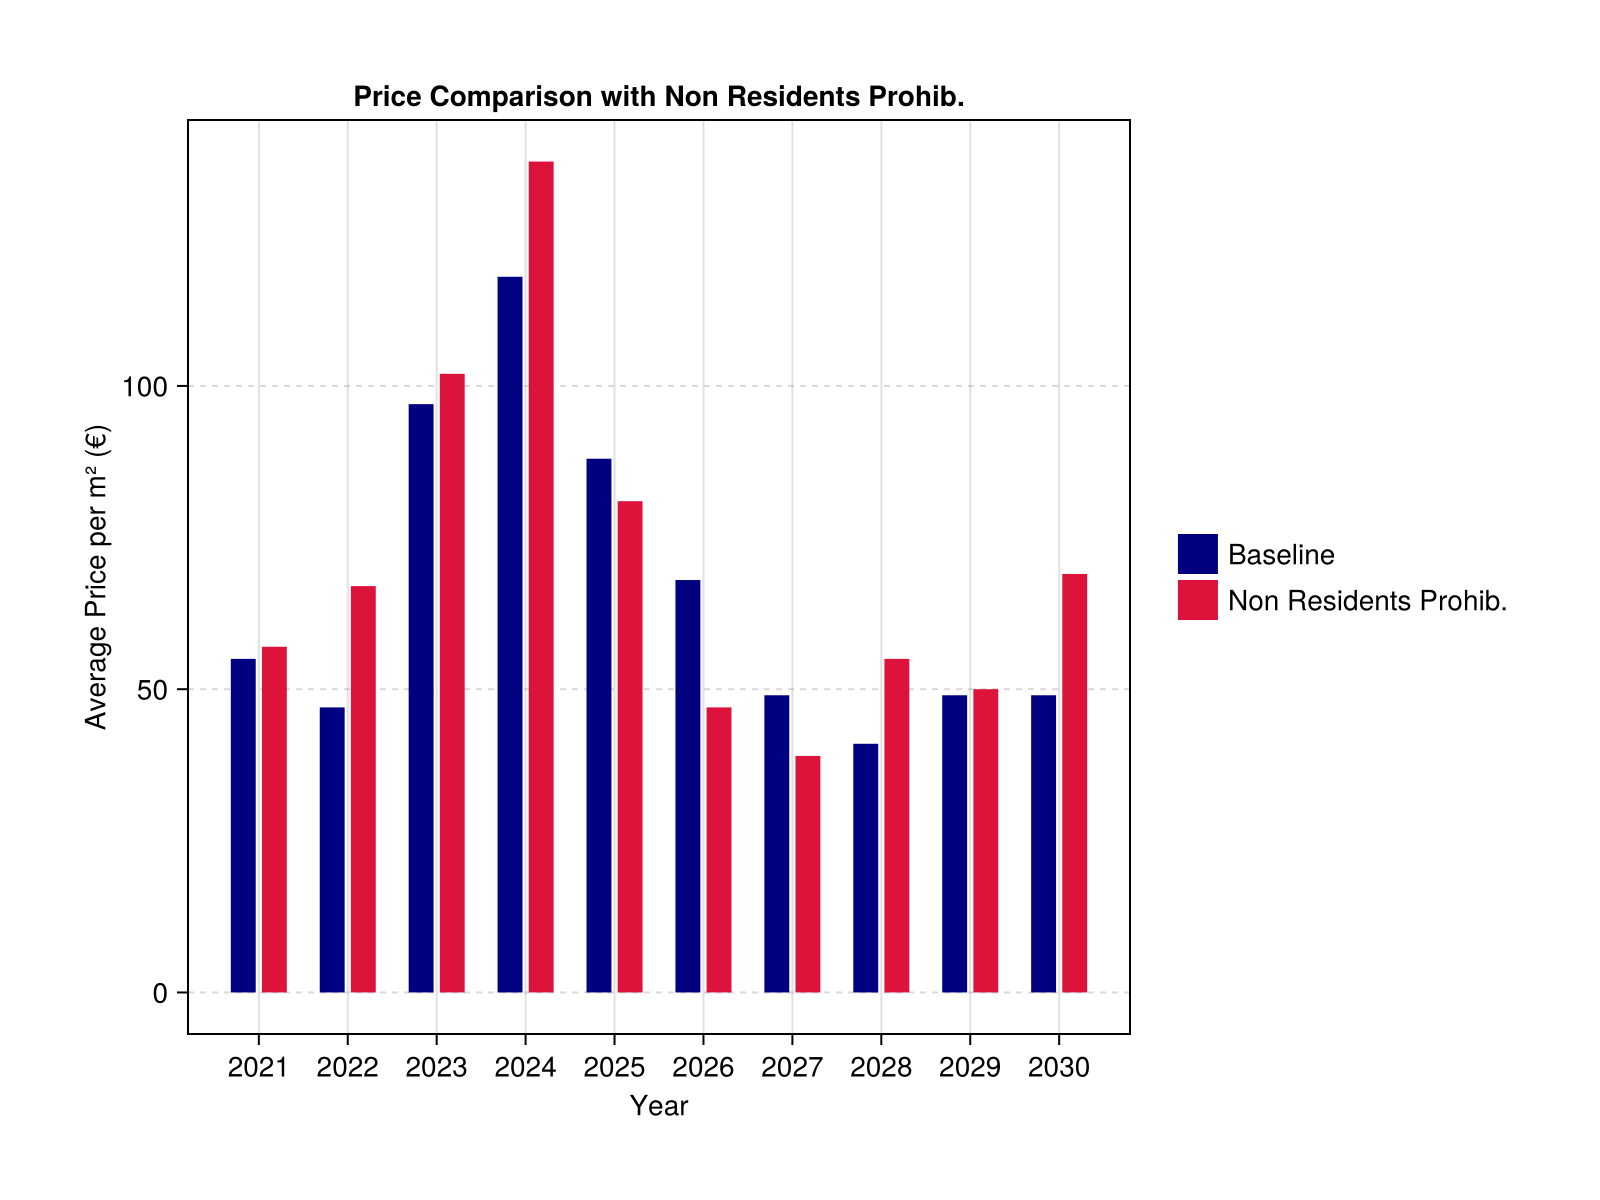 Price Comparison with Non Residents Prohib.
Average Price per m² (€)
100
50
0
2021 2022 2023 2024 2025 2026 2027 2028 2029 2030
Year
Baseline
Non Residents Prohib.